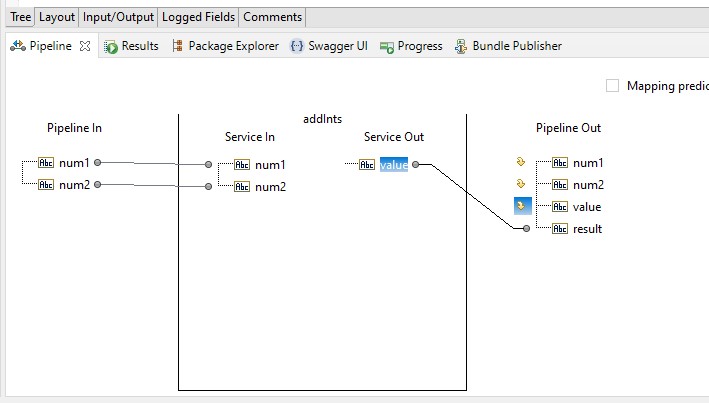 Tree Layout Input/Output Logged Fields Comments
Pipeline Results Package Explorer Swagger UI Progress Bundle Publisher
Mapping predic
addInts
Pipeline In Service In Service Out Pipeline Out
Abc num1 Abc num1 Abc value Abc num1
Abc num2 Abc num2 Abc num2
Abc value
Abc result